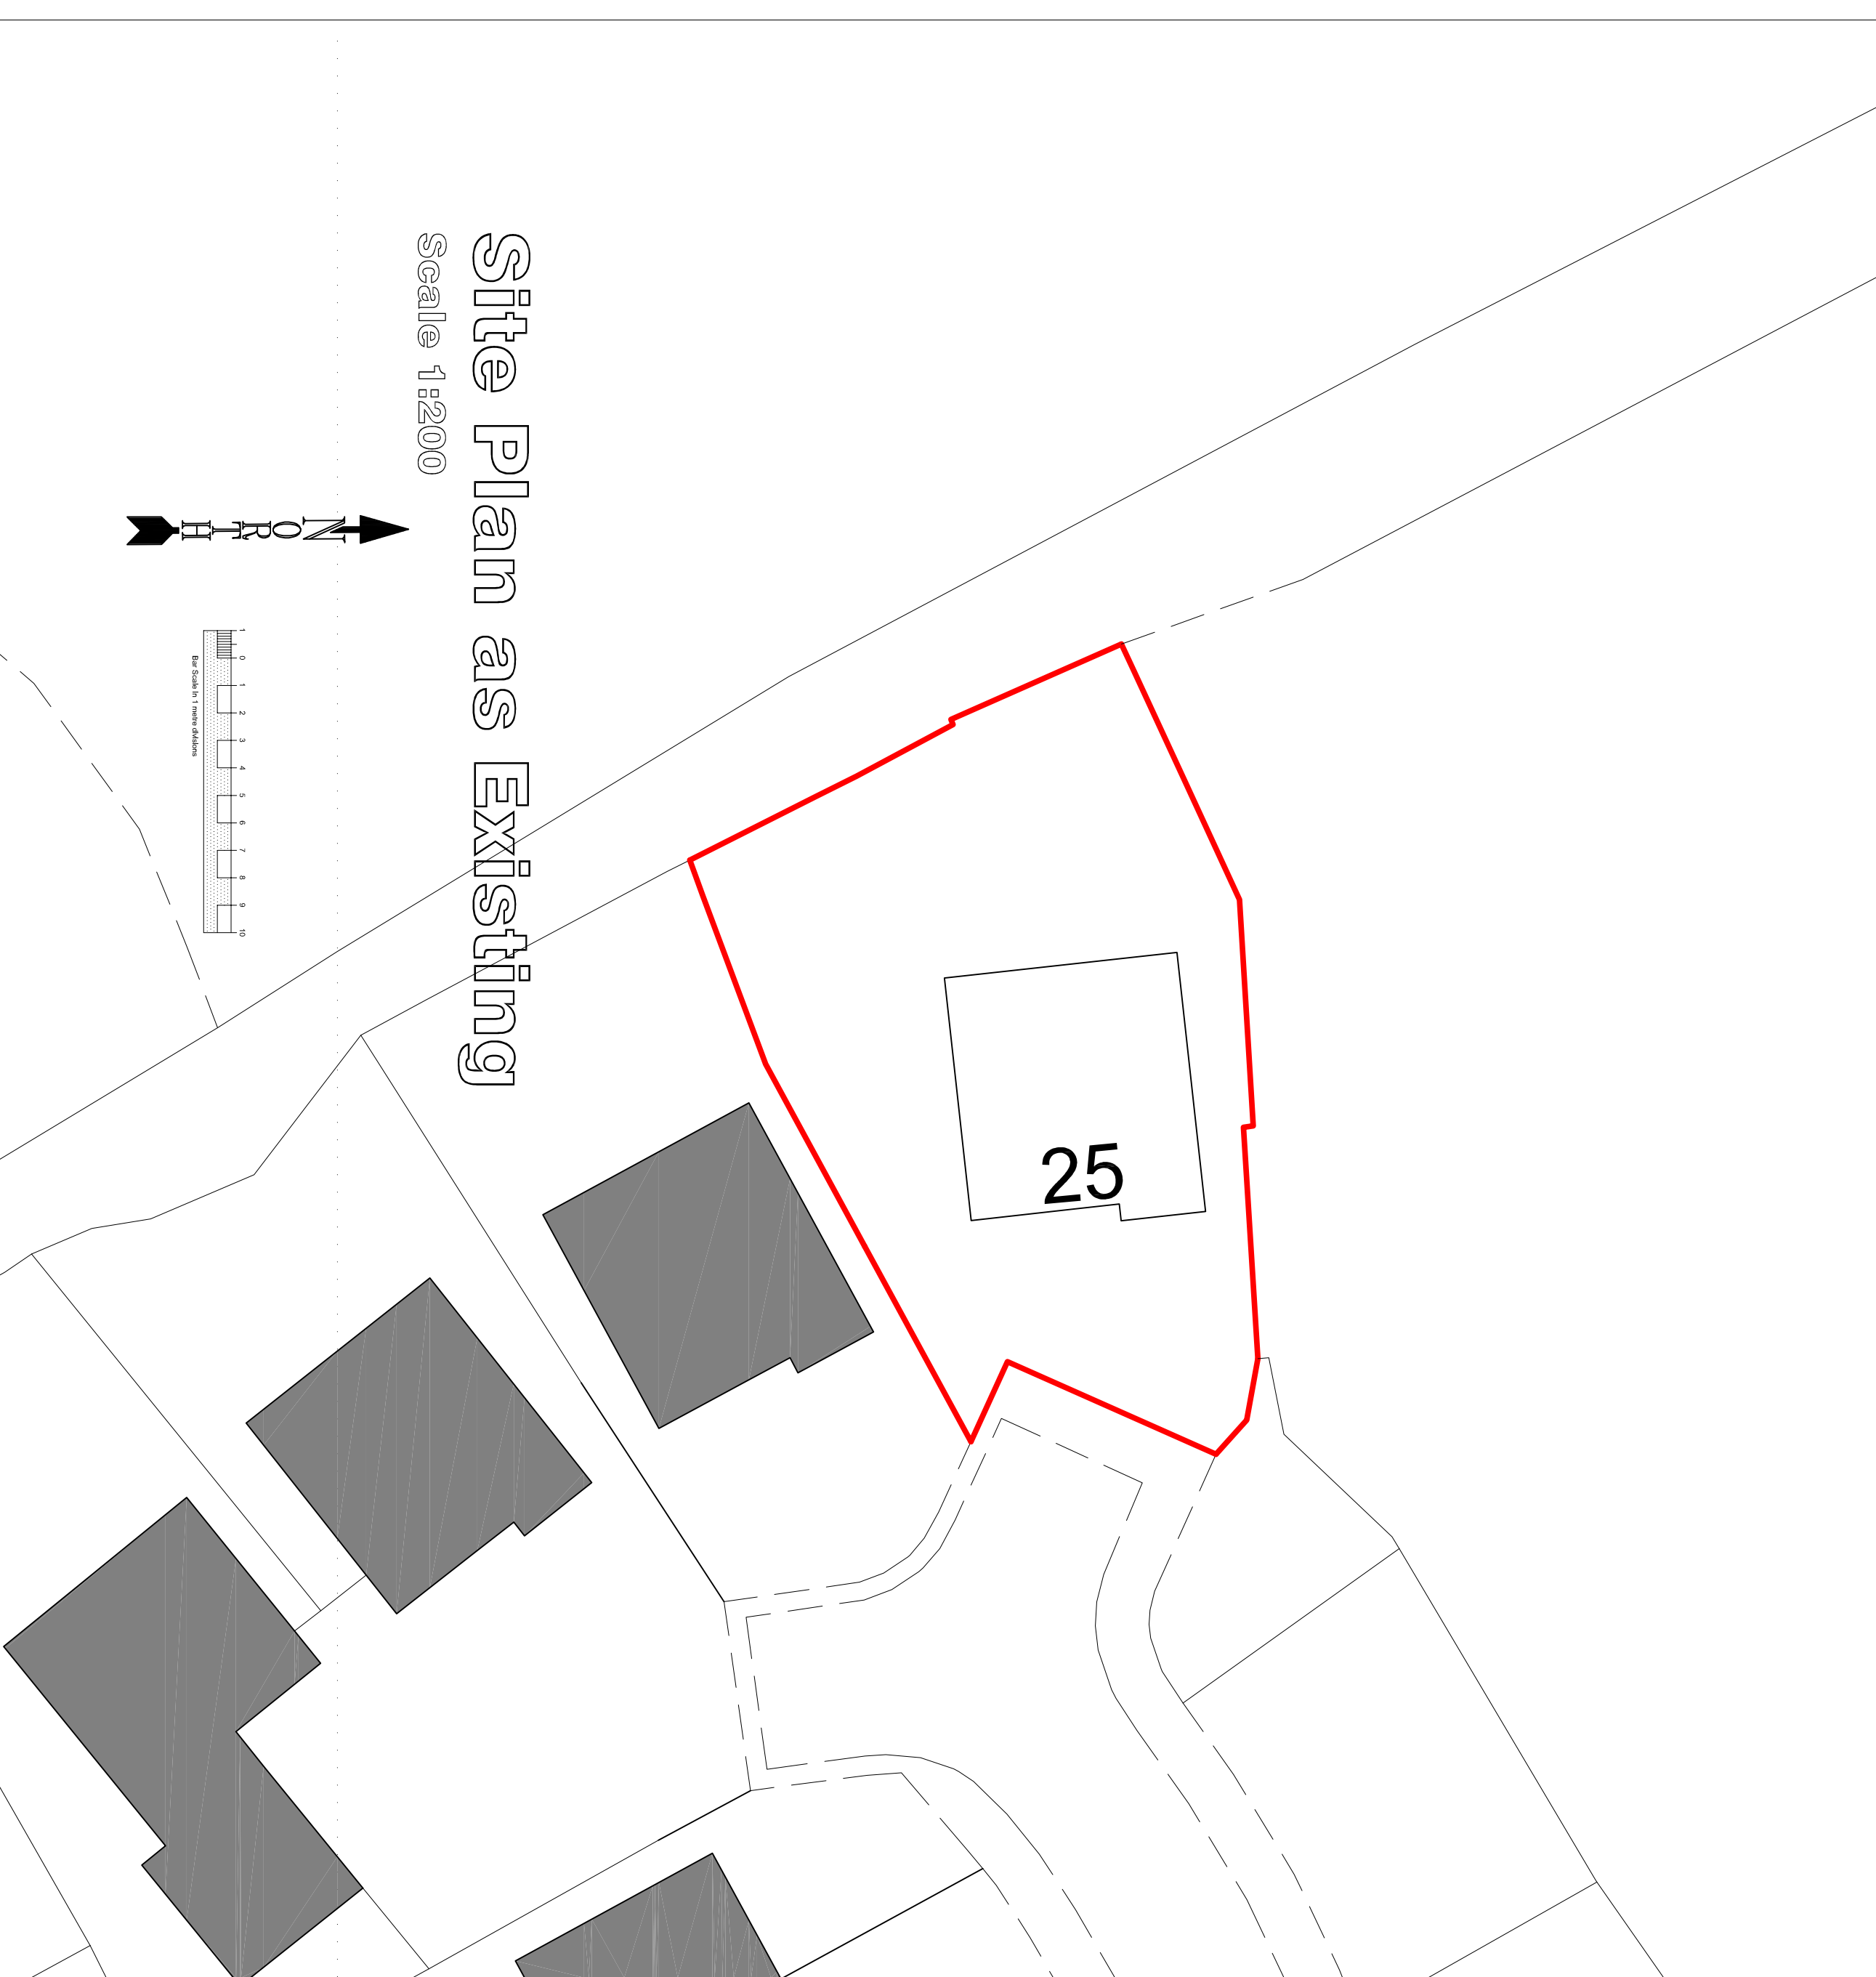 Site Plan as Existing
Scale 1:200
NORTH
1 0 1 2 3 4 5 6 7 8 9 10
Bar Scale In 1 metre divisions
25